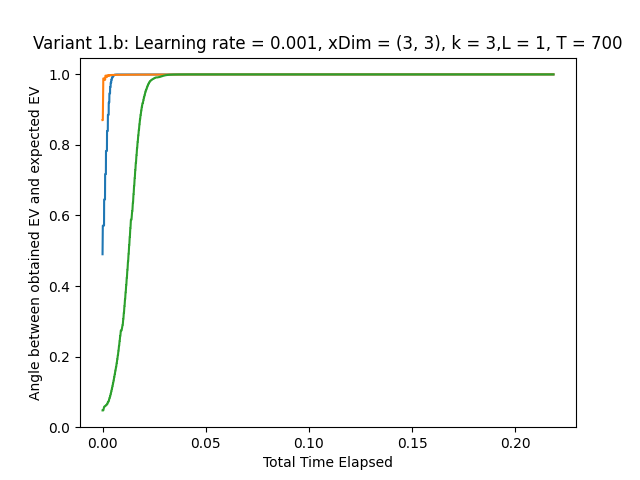 Variant 1.b: Learning rate = 0.001, xDim = (3, 3), k = 3,L = 1, T = 700
Angle between obtained EV and expected EV
1.0
0.8
0.6
0.4
0.2
0.0
0.00 0.05 0.10 0.15 0.20
Total Time Elapsed